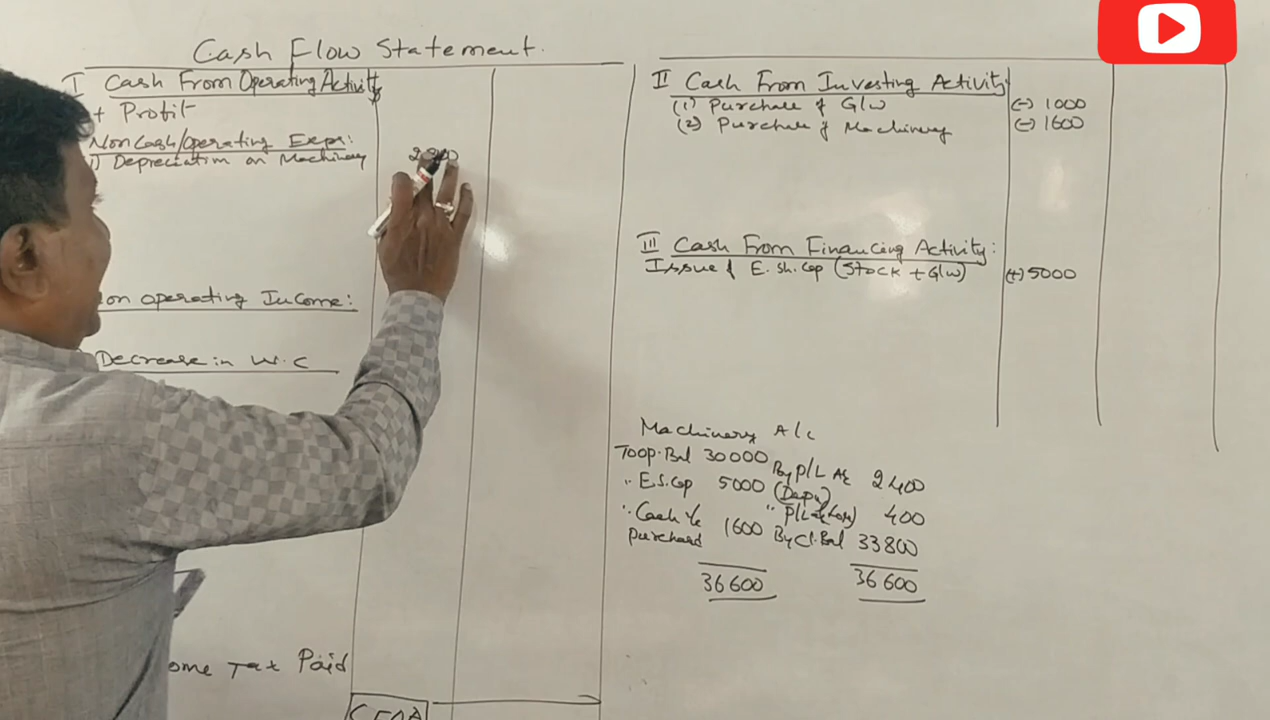 Cash Flow Statement.
I Cash From Operating Activity
+ Profit
Non Cash/operating Exps:
1) Depreciation on Machinery
on operating Income:
Decrease in W.C
ome Tax Paid
CFOA
II Cash From Investing Activity
(1) Purchase of G/w (-) 1000
(2) Purchase of Machinery (-) 1600
III Cash From Financing Activity:
Issue of E. Sh. Cap (Stock + G/w) (+) 5000
Machinery A/c
To op. Bal 30000 By P/L A/c 2400
" E.S. Cap 5000 (Depn)
" Cash A/c " P/L A/c (Loss) 400
purchased 1600 By Cl. Bal 33800
36600 36600